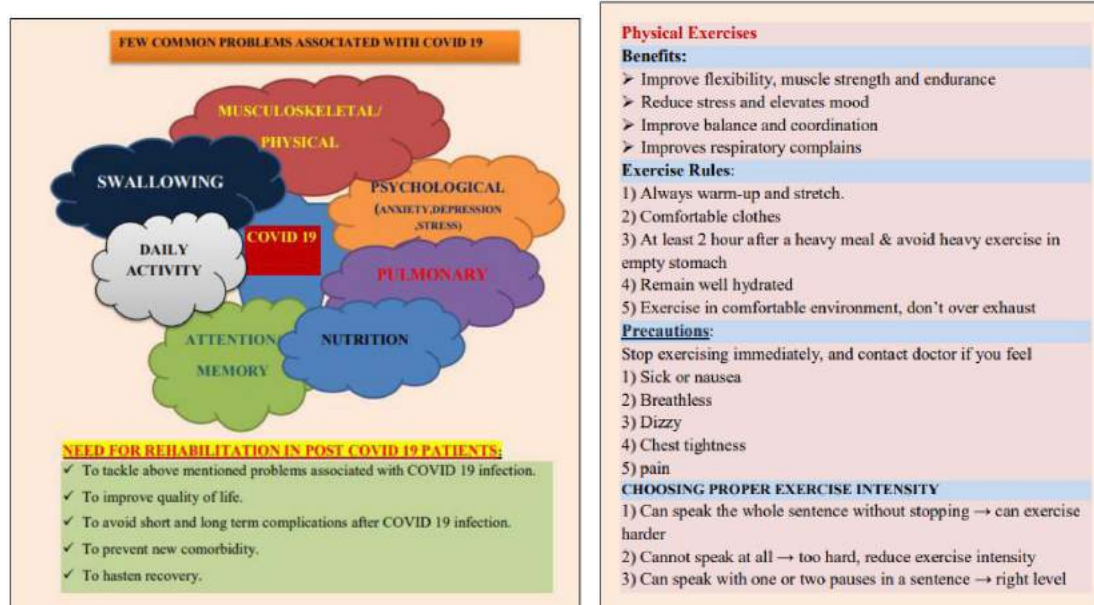 FEW COMMON PROBLEMS ASSOCIATED WITH COVID 19
MUSCULOSKELETAL/
PHYSICAL
SWALLOWING
PSYCHOLOGICAL
(ANXIETY,DEPRESSION
,STRESS)
DAILY
ACTIVITY
COVID 19
PULMONARY
ATTENTION
MEMORY
NUTRITION
NEED FOR REHABILITATION IN POST COVID 19 PATIENTS:
✓ To tackle above mentioned problems associated with COVID 19 infection.
✓ To improve quality of life.
✓ To avoid short and long term complications after COVID 19 infection.
✓ To prevent new comorbidity.
✓ To hasten recovery.
Physical Exercises
Benefits:
➢ Improve flexibility, muscle strength and endurance
➢ Reduce stress and elevates mood
➢ Improve balance and coordination
➢ Improves respiratory complains
Exercise Rules:
1) Always warm-up and stretch.
2) Comfortable clothes
3) At least 2 hour after a heavy meal & avoid heavy exercise in
empty stomach
4) Remain well hydrated
5) Exercise in comfortable environment, don't over exhaust
Precautions:
Stop exercising immediately, and contact doctor if you feel
1) Sick or nausea
2) Breathless
3) Dizzy
4) Chest tightness
5) pain
CHOOSING PROPER EXERCISE INTENSITY
1) Can speak the whole sentence without stopping → can exercise
harder
2) Cannot speak at all → too hard, reduce exercise intensity
3) Can speak with one or two pauses in a sentence → right level